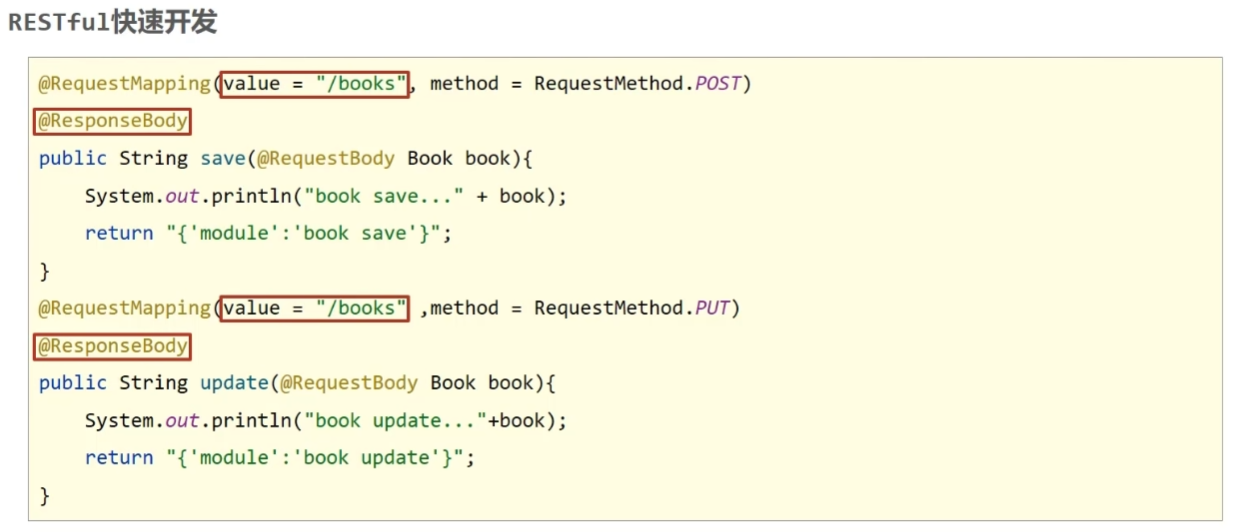 RESTful快速开发
@RequestMapping(value = "/books", method = RequestMethod.POST)
@ResponseBody
public String save(@RequestBody Book book){
    System.out.println("book save..." + book);
    return "{'module':'book save'}";
}
@RequestMapping(value = "/books" ,method = RequestMethod.PUT)
@ResponseBody
public String update(@RequestBody Book book){
    System.out.println("book update..."+book);
    return "{'module':'book update'}";
}